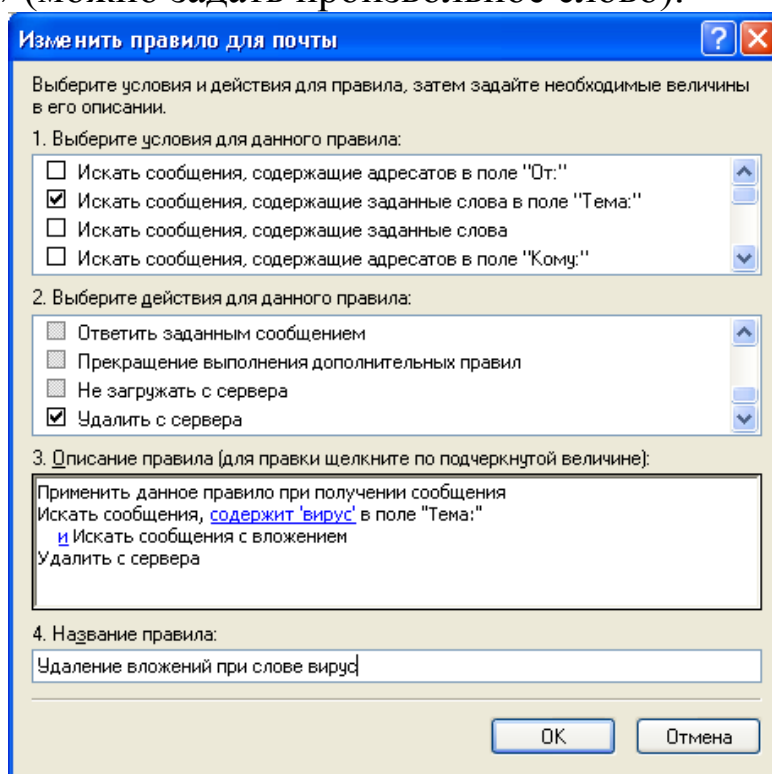 (можно задать произвольное слово).
Изменить правило для почты
Выберите условия и действия для правила, затем задайте необходимые величины
в его описании.
1. Выберите условия для данного правила:
Искать сообщения, содержащие адресатов в поле "От:"
Искать сообщения, содержащие заданные слова в поле "Тема:"
Искать сообщения, содержащие заданные слова
Искать сообщения, содержащие адресатов в поле "Кому:"
2. Выберите действия для данного правила:
Ответить заданным сообщением
Прекращение выполнения дополнительных правил
Не загружать с сервера
Удалить с сервера
3. Описание правила (для правки щелкните по подчеркнутой величине):
Применить данное правило при получении сообщения
Искать сообщения, содержит 'вирус' в поле "Тема:"
и Искать сообщения с вложением
Удалить с сервера
4. Название правила:
Удаление вложений при слове вирус
OK Отмена